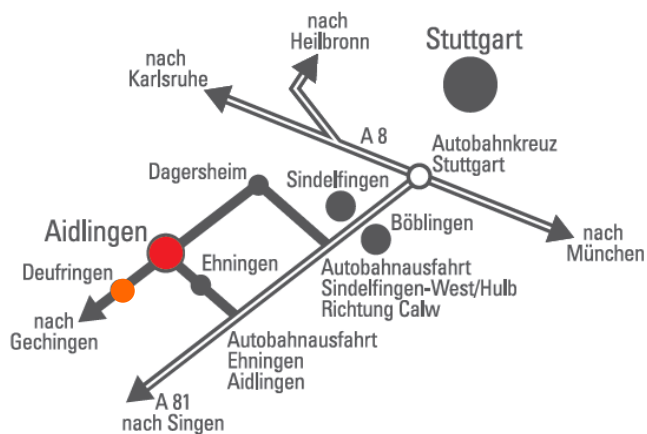 nach
Heilbronn
Stuttgart
nach
Karlsruhe
A 8
Autobahnkreuz
Stuttgart
Dagersheim
Sindelfingen
Böblingen
nach
München
Aidlingen
Ehningen
Deufringen
Autobahnausfahrt
Sindelfingen-West/Hulb
Richtung Calw
nach
Gechingen
Autobahnausfahrt
Ehningen
Aidlingen
A 81
nach Singen